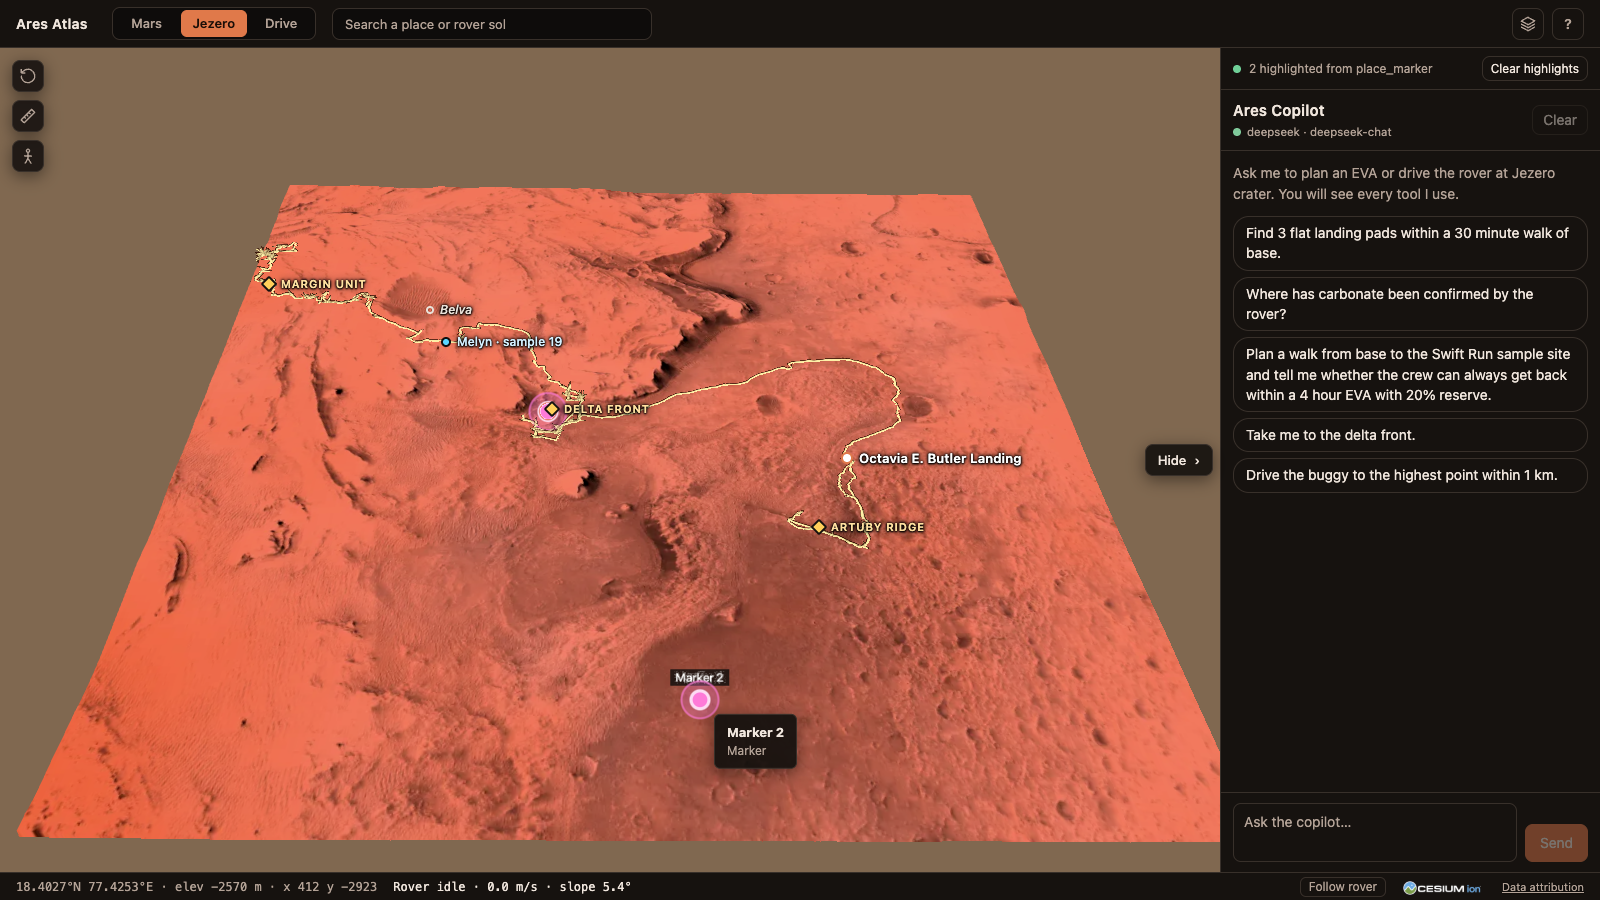 Ares Atlas
Mars
Jezero
Drive
Search a place or rover sol
?
2 highlighted from place_marker
Clear highlights
Ares Copilot
deepseek · deepseek-chat
Clear
Ask me to plan an EVA or drive the rover at Jezero
crater. You will see every tool I use.
Find 3 flat landing pads within a 30 minute walk of
base.
Where has carbonate been confirmed by the
rover?
Plan a walk from base to the Swift Run sample site
and tell me whether the crew can always get back
within a 4 hour EVA with 20% reserve.
Take me to the delta front.
Drive the buggy to the highest point within 1 km.
MARGIN UNIT
Belva
Melyn · sample 19
DELTA FRONT
Octavia E. Butler Landing
Hide ›
ARTUBY RIDGE
Marker 2
Marker 2
Marker
Ask the copilot...
Send
18.4027°N 77.4253°E · elev −2570 m · x 412 y −2923
Rover idle · 0.0 m/s · slope 5.4°
Follow rover
CESIUM ion
Data attribution